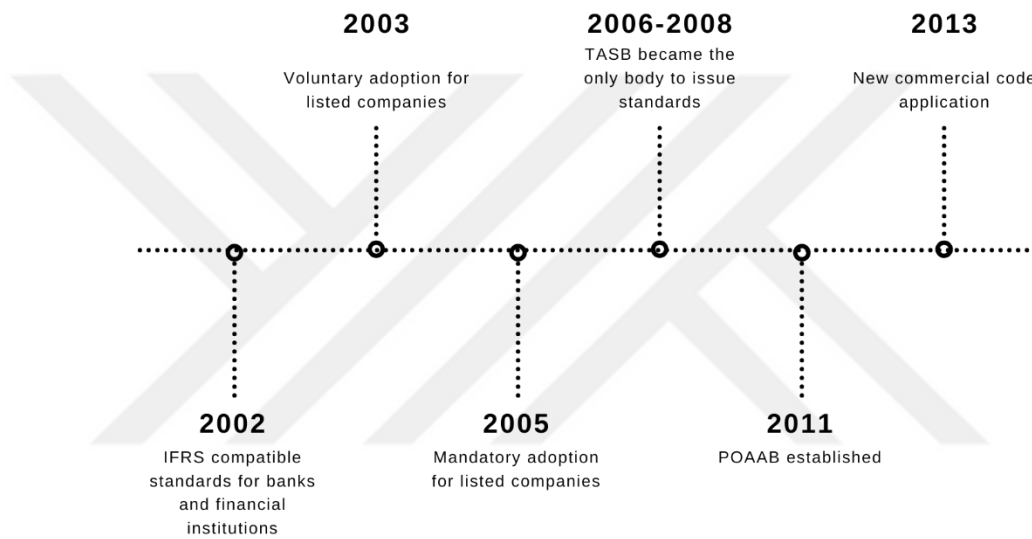 2003
Voluntary adoption for
listed companies
2006-2008
TASB became the
only body to issue
standards
2013
New commercial code
application
2002
IFRS compatible
standards for banks
and financial
institutions
2005
Mandatory adoption
for listed companies
2011
POAAB established